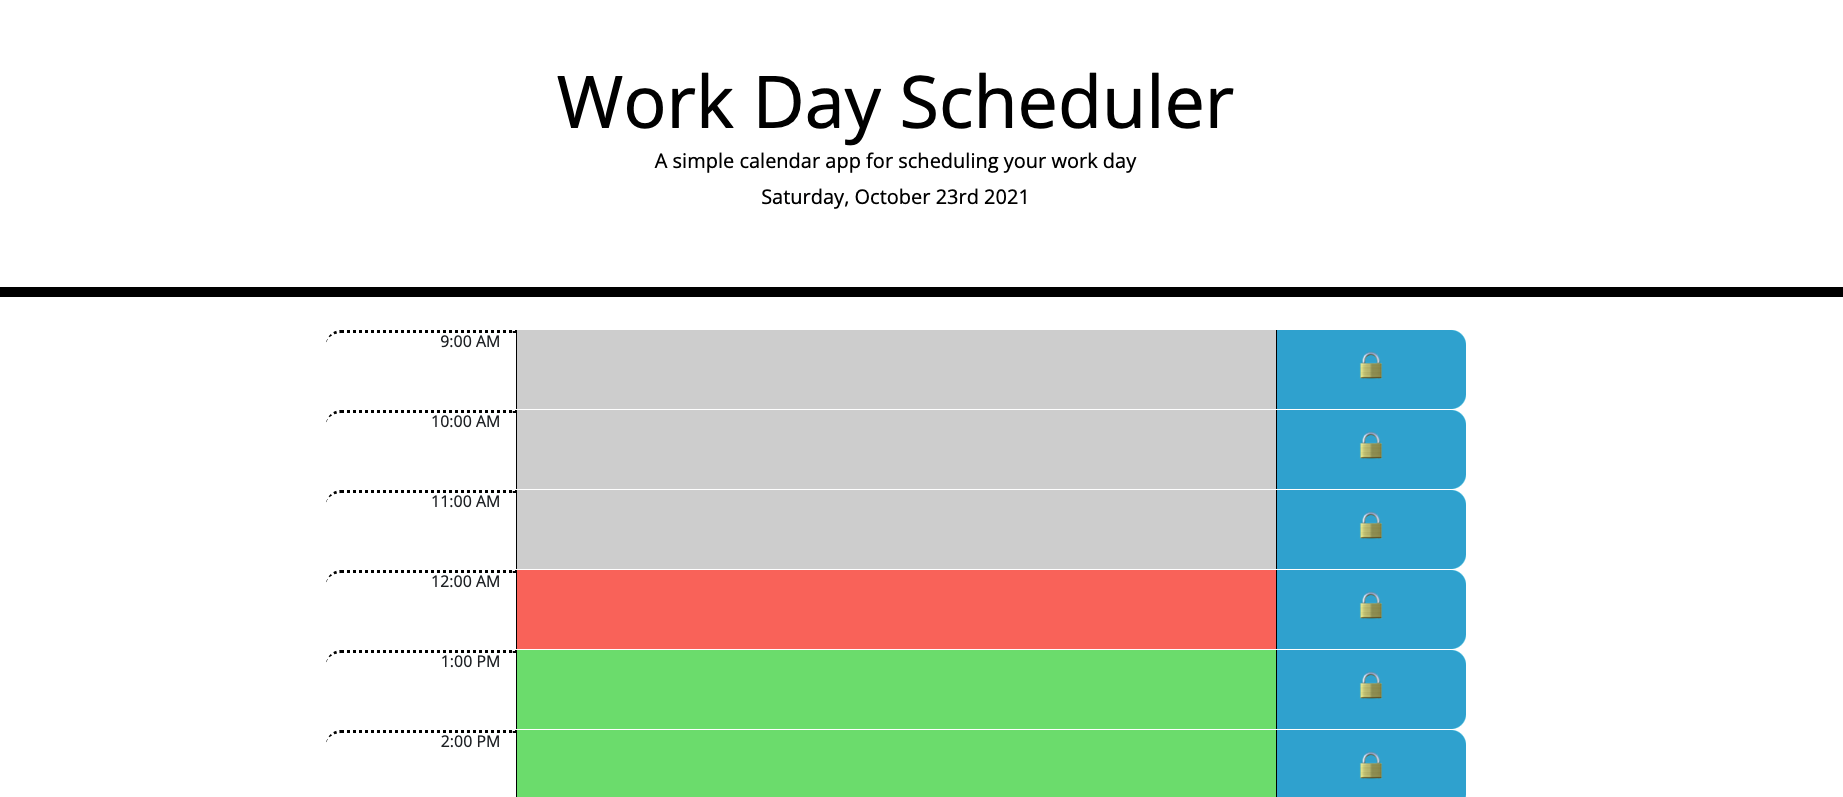 Work Day Scheduler
A simple calendar app for scheduling your work day
Saturday, October 23rd 2021
9:00 AM
10:00 AM
11:00 AM
12:00 AM
1:00 PM
2:00 PM